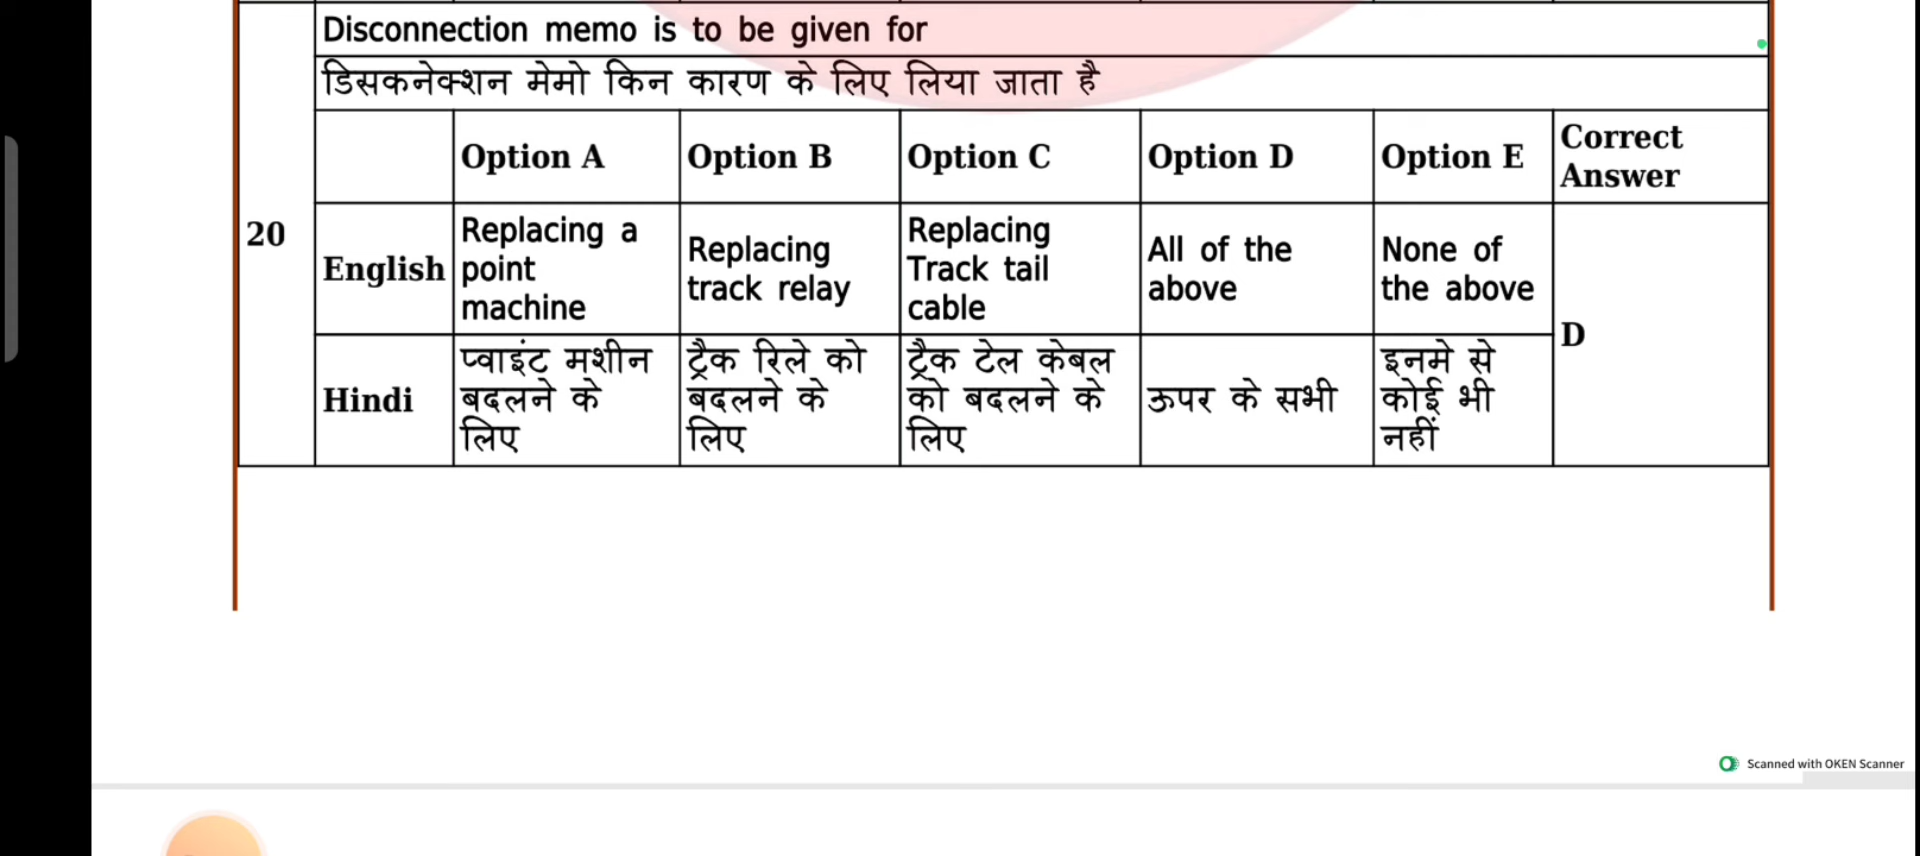 Disconnection memo is to be given for
डिसकनेक्शन मेमो किन कारण के लिए लिया जाता है
Option A Option B Option C Option D Option E Correct Answer
20
English
Replacing a
point
machine
Replacing
track relay
Replacing
Track tail
cable
All of the
above
None of
the above
D
Hindi
प्वाइंट मशीन
बदलने के
लिए
ट्रैक रिले को
बदलने के
लिए
ट्रैक टेल केबल
को बदलने के
लिए
ऊपर के सभी
इनमे से
कोई भी
नहीं
Scanned with OKEN Scanner